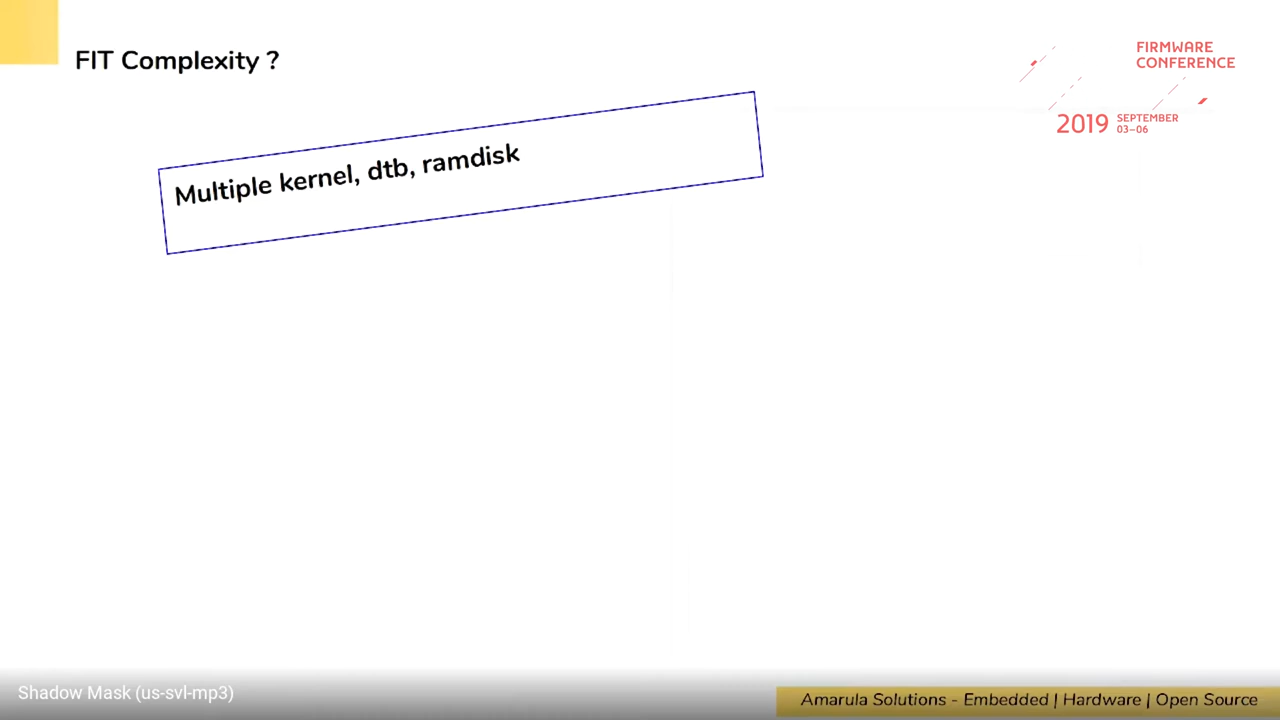 FIT Complexity ?
FIRMWARE
CONFERENCE
2019 SEPTEMBER
03–06
Multiple kernel, dtb, ramdisk
Shadow Mask (us-svl-mp3)
Amarula Solutions - Embedded | Hardware | Open Source